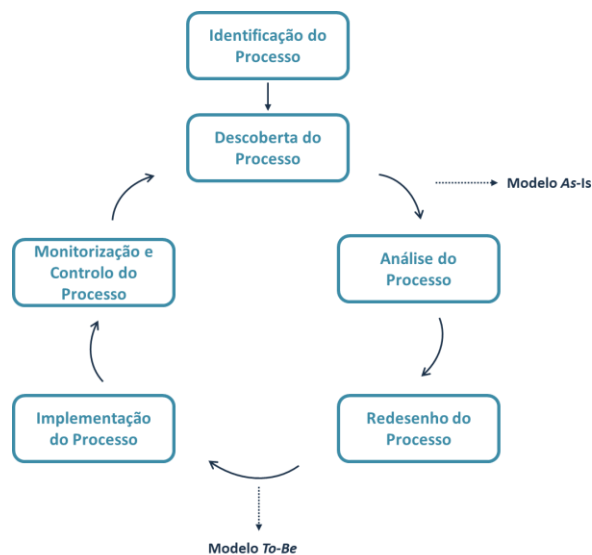 Identificação do
Processo
Descoberta do
Processo
Modelo As-Is
Análise do
Processo
Redesenho do
Processo
Modelo To-Be
Implementação
do Processo
Monitorização e
Controlo do
Processo